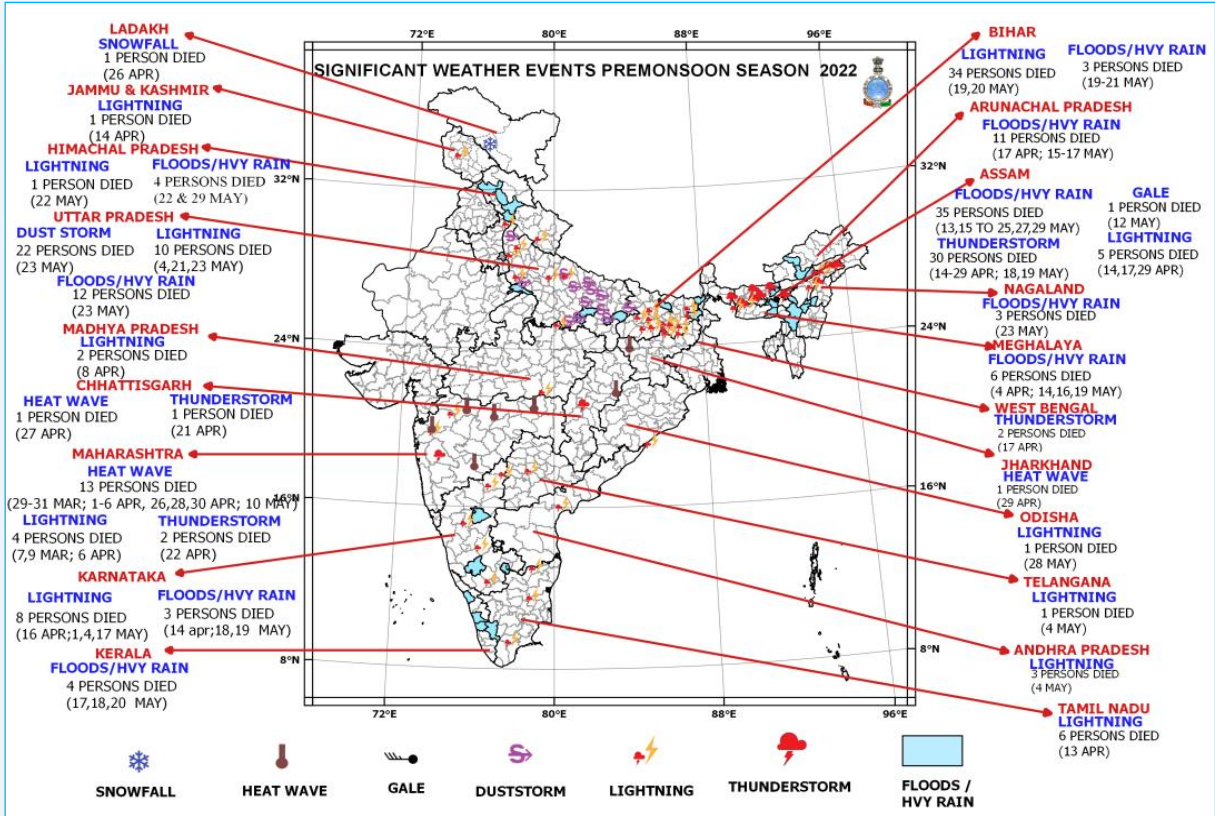 SIGNIFICANT WEATHER EVENTS PREMONSOON SEASON 2022
72°E
80°E
88°E
96°E
LADAKH
SNOWFALL
1 PERSON DIED
(26 APR)
JAMMU & KASHMIR
LIGHTNING
1 PERSON DIED
(14 APR)
HIMACHAL PRADESH
LIGHTNING
1 PERSON DIED
(22 MAY)
FLOODS/HVY RAIN
4 PERSONS DIED
(22 & 29 MAY)
UTTAR PRADESH
DUST STORM
22 PERSONS DIED
(23 MAY)
LIGHTNING
10 PERSONS DIED
(4,21,23 MAY)
FLOODS/HVY RAIN
12 PERSONS DIED
(23 MAY)
MADHYA PRADESH
LIGHTNING
2 PERSONS DIED
(8 APR)
CHHATTISGARH
HEAT WAVE
1 PERSON DIED
(27 APR)
THUNDERSTORM
1 PERSON DIED
(21 APR)
MAHARASHTRA
HEAT WAVE
13 PERSONS DIED
(29-31 MAR; 1-6 APR, 26,28,30 APR; 10 MAY)
LIGHTNING
4 PERSONS DIED
(7,9 MAR; 6 APR)
THUNDERSTORM
2 PERSONS DIED
(22 APR)
KARNATAKA
LIGHTNING
8 PERSONS DIED
(16 APR;1,4,17 MAY)
FLOODS/HVY RAIN
3 PERSONS DIED
(14 apr;18,19 MAY)
KERALA
FLOODS/HVY RAIN
4 PERSONS DIED
(17,18,20 MAY)
32°N
24°N
16°N
8°N
BIHAR
LIGHTNING
34 PERSONS DIED
(19,20 MAY)
FLOODS/HVY RAIN
3 PERSONS DIED
(19-21 MAY)
ARUNACHAL PRADESH
FLOODS/HVY RAIN
11 PERSONS DIED
(17 APR; 15-17 MAY)
ASSAM
FLOODS/HVY RAIN
35 PERSONS DIED
(13,15 TO 25,27,29 MAY)
GALE
1 PERSON DIED
(12 MAY)
THUNDERSTORM
30 PERSONS DIED
(14-29 APR; 18,19 MAY)
LIGHTNING
5 PERSONS DIED
(14,17,29 APR)
NAGALAND
FLOODS/HVY RAIN
3 PERSONS DIED
(23 MAY)
MEGHALAYA
FLOODS/HVY RAIN
6 PERSONS DIED
(4 APR; 14,16,19 MAY)
WEST BENGAL
THUNDERSTORM
2 PERSONS DIED
(17 APR)
JHARKHAND
HEAT WAVE
1 PERSON DIED
(29 APR)
ODISHA
LIGHTNING
1 PERSON DIED
(28 MAY)
TELANGANA
LIGHTNING
1 PERSON DIED
(4 MAY)
ANDHRA PRADESH
LIGHTNING
3 PERSONS DIED
(4 MAY)
TAMIL NADU
LIGHTNING
6 PERSONS DIED
(13 APR)
32°N
24°N
16°N
8°N
72°E
80°E
88°E
96°E
SNOWFALL
HEAT WAVE
GALE
DUSTSTORM
LIGHTNING
THUNDERSTORM
FLOODS /
HVY RAIN